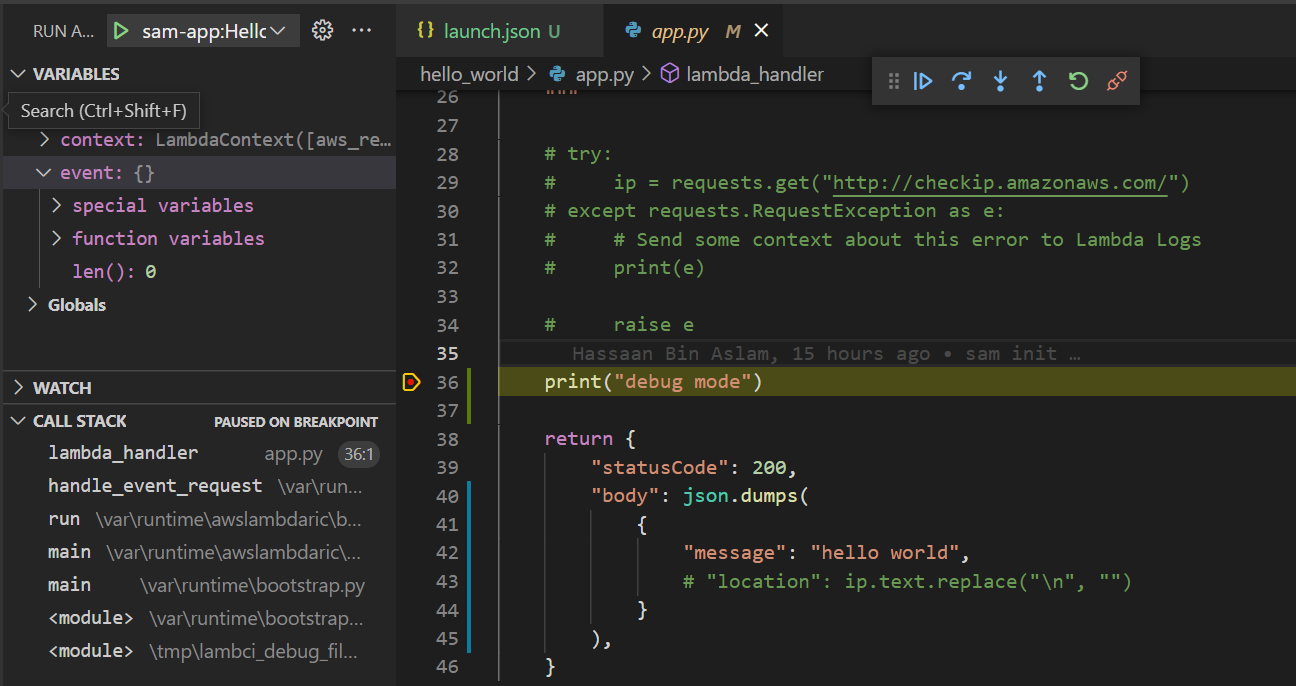 RUN A...
sam-app:Hello
···
VARIABLES
Search (Ctrl+Shift+F)
context: LambdaContext([aws_re...
event: {}
special variables
function variables
len(): 0
Globals
WATCH
CALL STACK PAUSED ON BREAKPOINT
lambda_handler app.py 36:1
handle_event_request \var\run...
run \var\runtime\awslambdaric\b...
main \var\runtime\awslambdaric\...
main \var\runtime\bootstrap.py
<module> \var\runtime\bootstrap...
<module> \tmp\lambci_debug_fil...
{} launch.json U
app.py M
hello_world > app.py > lambda_handler
26 """
27
28 # try:
29 #     ip = requests.get("http://checkip.amazonaws.com/")
30 # except requests.RequestException as e:
31 #     # Send some context about this error to Lambda Logs
32 #     print(e)
33
34 #     raise e
35 Hassaan Bin Aslam, 15 hours ago • sam init …
36 print("debug mode")
37
38 return {
39     "statusCode": 200,
40     "body": json.dumps(
41         {
42             "message": "hello world",
43             # "location": ip.text.replace("\n", "")
44         }
45     ),
46 }